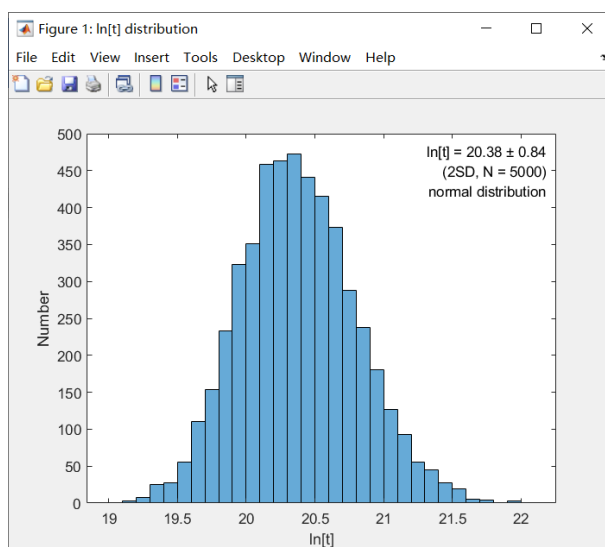 Figure 1: ln[t] distribution
File Edit View Insert Tools Desktop Window Help
500
450
400
350
300
250
200
150
100
50
0
Number
ln[t] = 20.38 ± 0.84
(2SD, N = 5000)
normal distribution
19 19.5 20 20.5 21 21.5 22
ln[t]